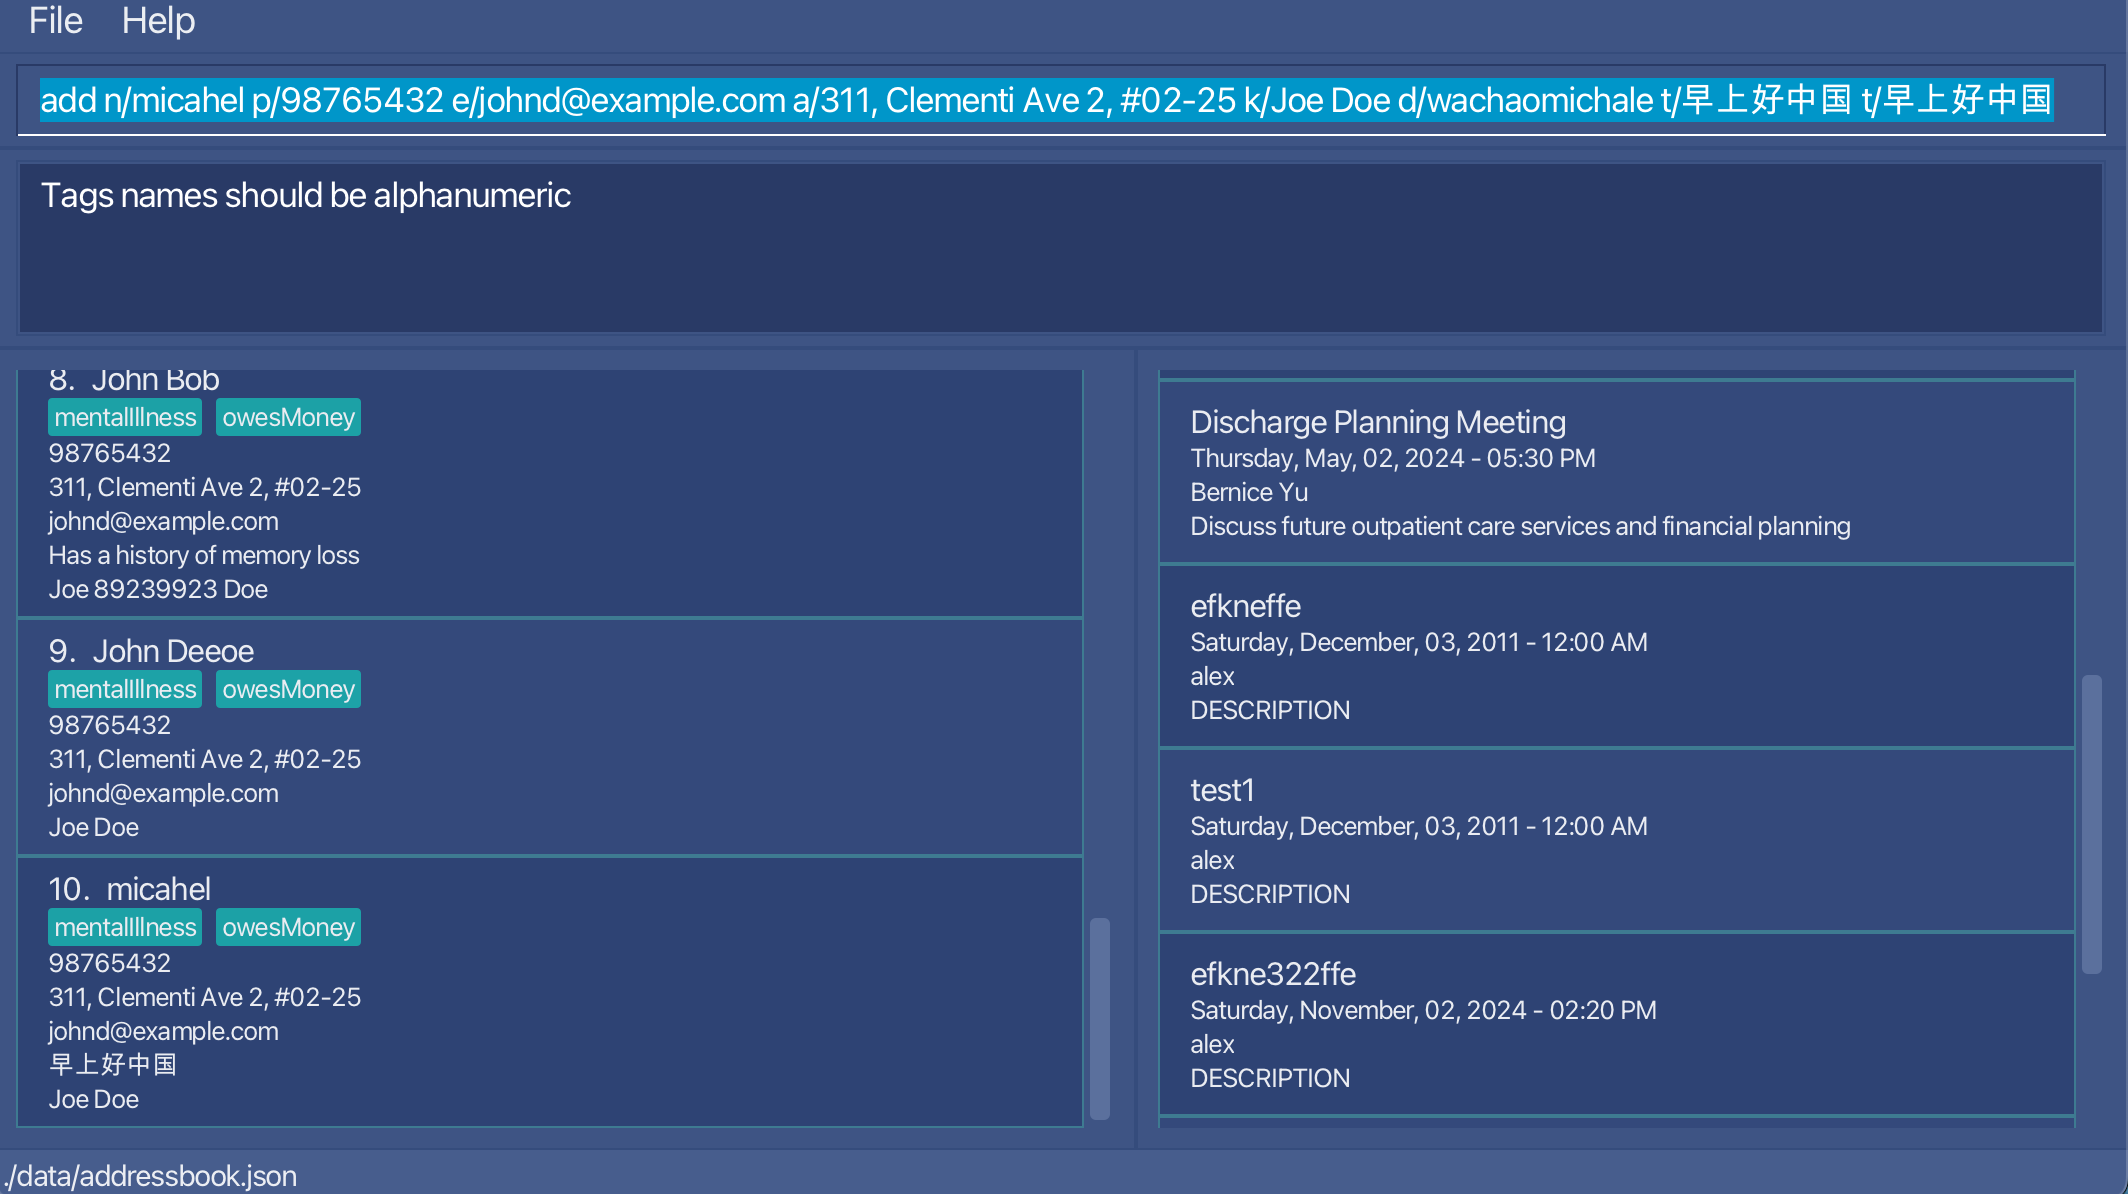 File Help
add n/micahel p/98765432 e/johnd@example.com a/311, Clementi Ave 2, #02-25 k/Joe Doe d/wachaomichale t/早上好中国 t/早上好中国
Tags names should be alphanumeric
8. John Bob
mentalIllness owesMoney
98765432
311, Clementi Ave 2, #02-25
johnd@example.com
Has a history of memory loss
Joe 89239923 Doe
9. John Deeoe
mentalIllness owesMoney
98765432
311, Clementi Ave 2, #02-25
johnd@example.com
Joe Doe
10. micahel
mentalIllness owesMoney
98765432
311, Clementi Ave 2, #02-25
johnd@example.com
早上好中国
Joe Doe
Discharge Planning Meeting
Thursday, May, 02, 2024 - 05:30 PM
Bernice Yu
Discuss future outpatient care services and financial planning
efkneffe
Saturday, December, 03, 2011 - 12:00 AM
alex
DESCRIPTION
test1
Saturday, December, 03, 2011 - 12:00 AM
alex
DESCRIPTION
efkne322ffe
Saturday, November, 02, 2024 - 02:20 PM
alex
DESCRIPTION
./data/addressbook.json